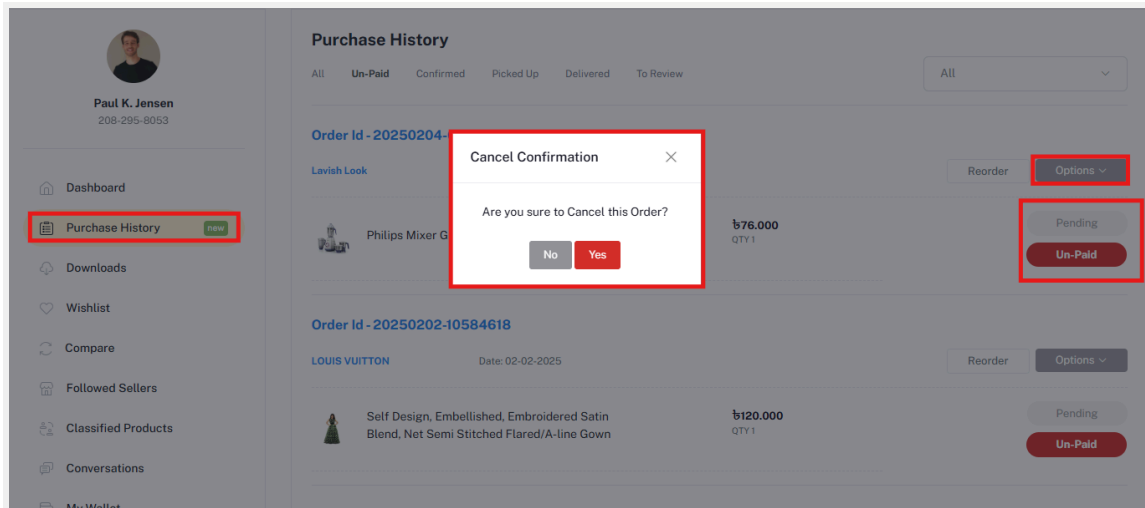 Paul K. Jensen
208-295-8053
Dashboard
Purchase History new
Downloads
Wishlist
Compare
Followed Sellers
Classified Products
Conversations
My Wallet
Purchase History
All Un-Paid Confirmed Picked Up Delivered To Review
All
Order Id - 20250204-
Lavish Look
Reorder Options
Philips Mixer G
৳76.000
QTY 1
Pending
Un-Paid
Cancel Confirmation
Are you sure to Cancel this Order?
No Yes
Order Id - 20250202-10584618
LOUIS VUITTON Date: 02-02-2025
Reorder Options
Self Design, Embellished, Embroidered Satin
Blend, Net Semi Stitched Flared/A-line Gown
৳120.000
QTY 1
Pending
Un-Paid